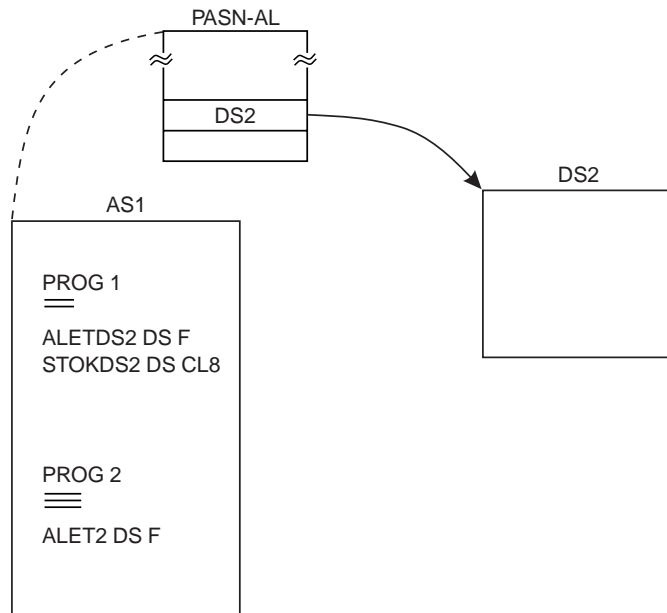 PASN-AL
DS2
DS2
AS1
PROG 1
ALETDS2 DS F
STOKDS2 DS CL8
PROG 2
ALET2 DS F